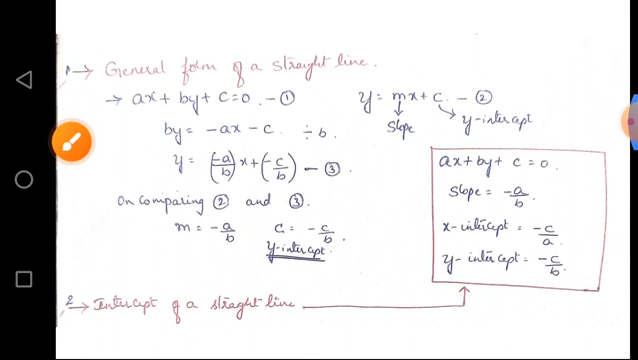 1→ General form of a straight line.
→ ax + by + c = 0. - ①
by = -ax - c ÷ b.
y = (-a/b) x + (-c/b) - ③.
On comparing ② and ③.
m = -a/b c = -c/b.
y-intercept
y = mx + c. - ②
slope
y-intercept
ax + by + c = 0.
slope = -a/b
x-intercept = -c/a
y-intercept = -c/b.
2→ Intercept of a straght line